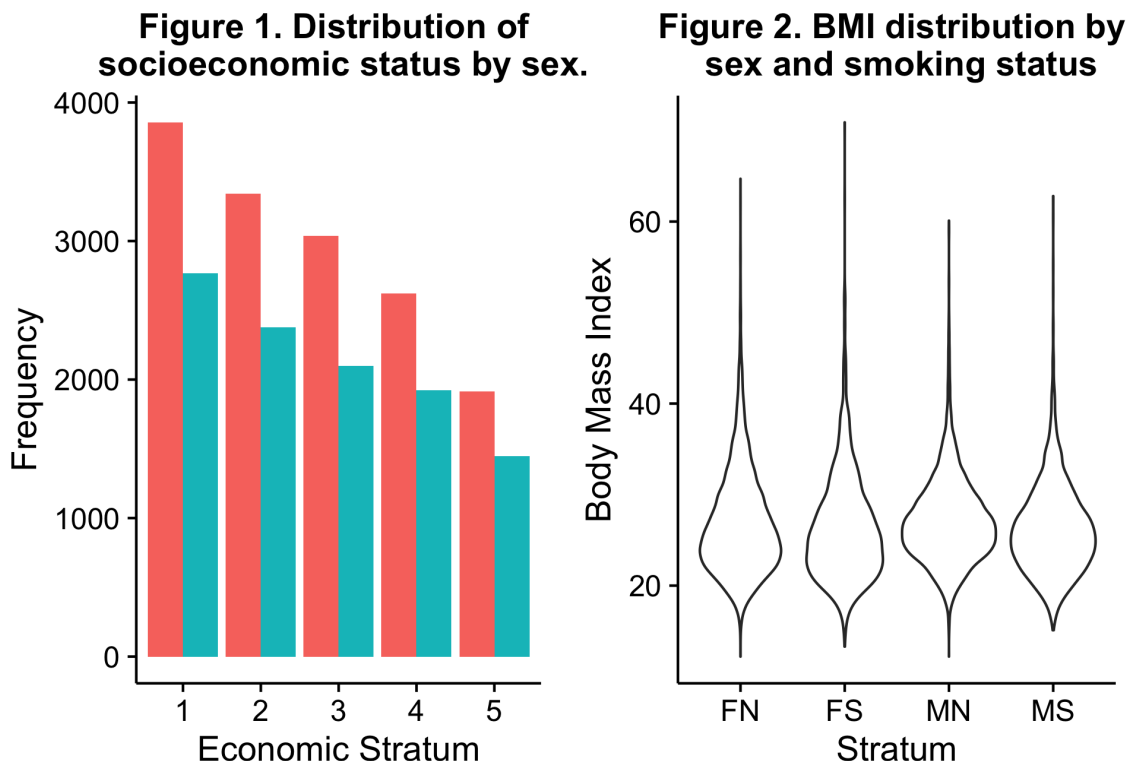 Figure 1. Distribution of
socioeconomic status by sex.
4000
3000
2000
1000
0
Frequency
1 2 3 4 5
Economic Stratum
Figure 2. BMI distribution by
sex and smoking status
60
40
20
Body Mass Index
FN FS MN MS
Stratum